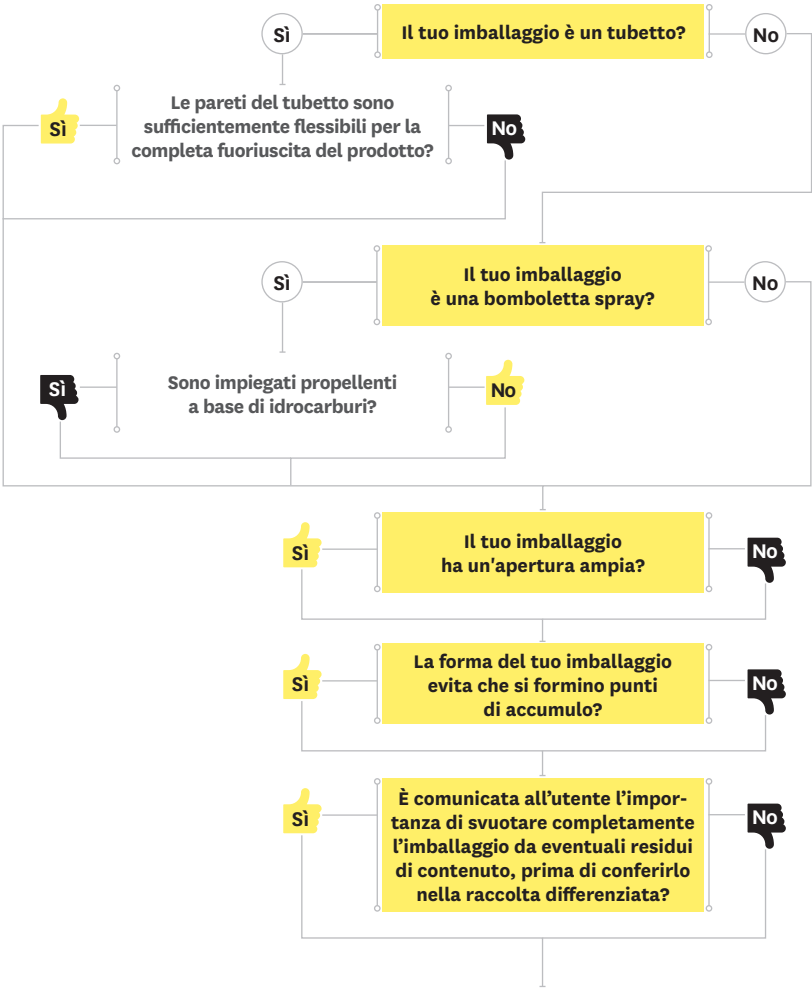 Sì
Il tuo imballaggio è un tubetto?
No
Sì
Le pareti del tubetto sono
sufficientemente flessibili per la
completa fuoriuscita del prodotto?
No
Sì
Il tuo imballaggio
è una bomboletta spray?
No
Sì
Sono impiegati propellenti
a base di idrocarburi?
No
Sì
Il tuo imballaggio
ha un'apertura ampia?
No
Sì
La forma del tuo imballaggio
evita che si formino punti
di accumulo?
No
Sì
È comunicata all’utente l’impor-
tanza di svuotare completamente
l’imballaggio da eventuali residui
di contenuto, prima di conferirlo
nella raccolta differenziata?
No